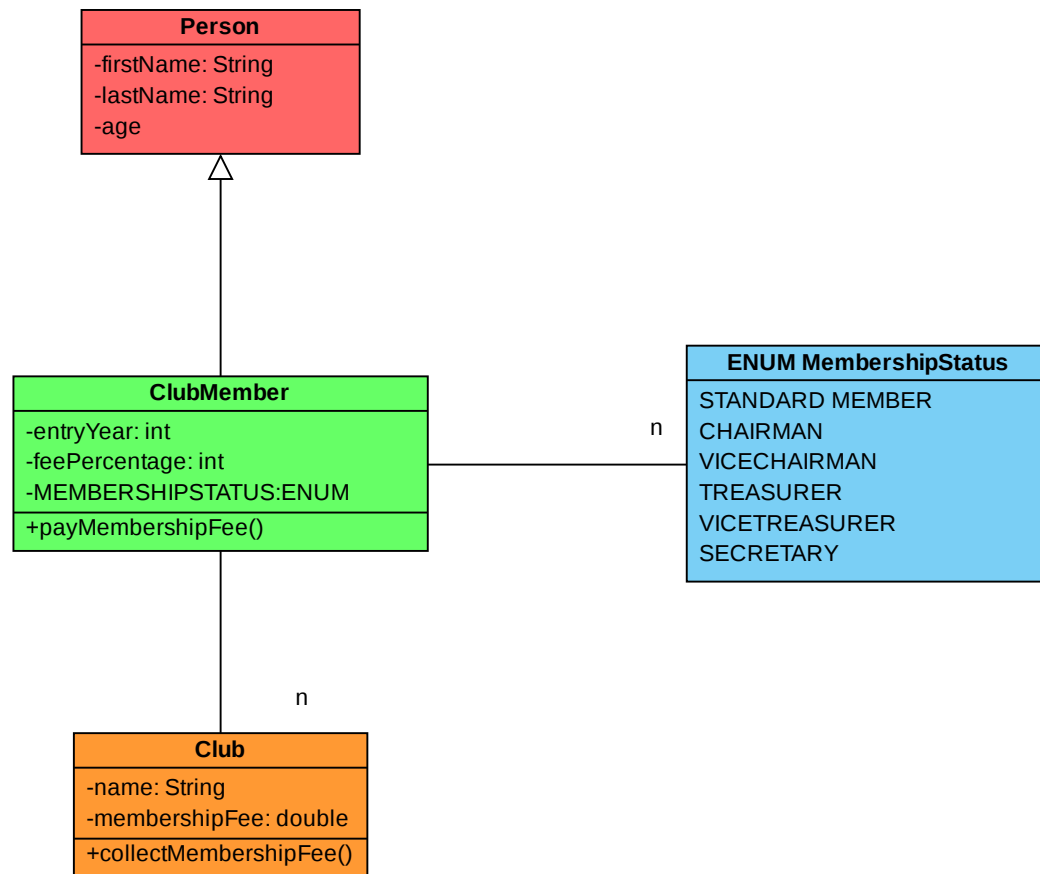 Person
-firstName: String
-lastName: String
-age
ClubMember
-entryYear: int
-feePercentage: int
-MEMBERSHIPSTATUS:ENUM
+payMembershipFee()
n
ENUM MembershipStatus
STANDARD MEMBER
CHAIRMAN
VICECHAIRMAN
TREASURER
VICETREASURER
SECRETARY
n
Club
-name: String
-membershipFee: double
+collectMembershipFee()